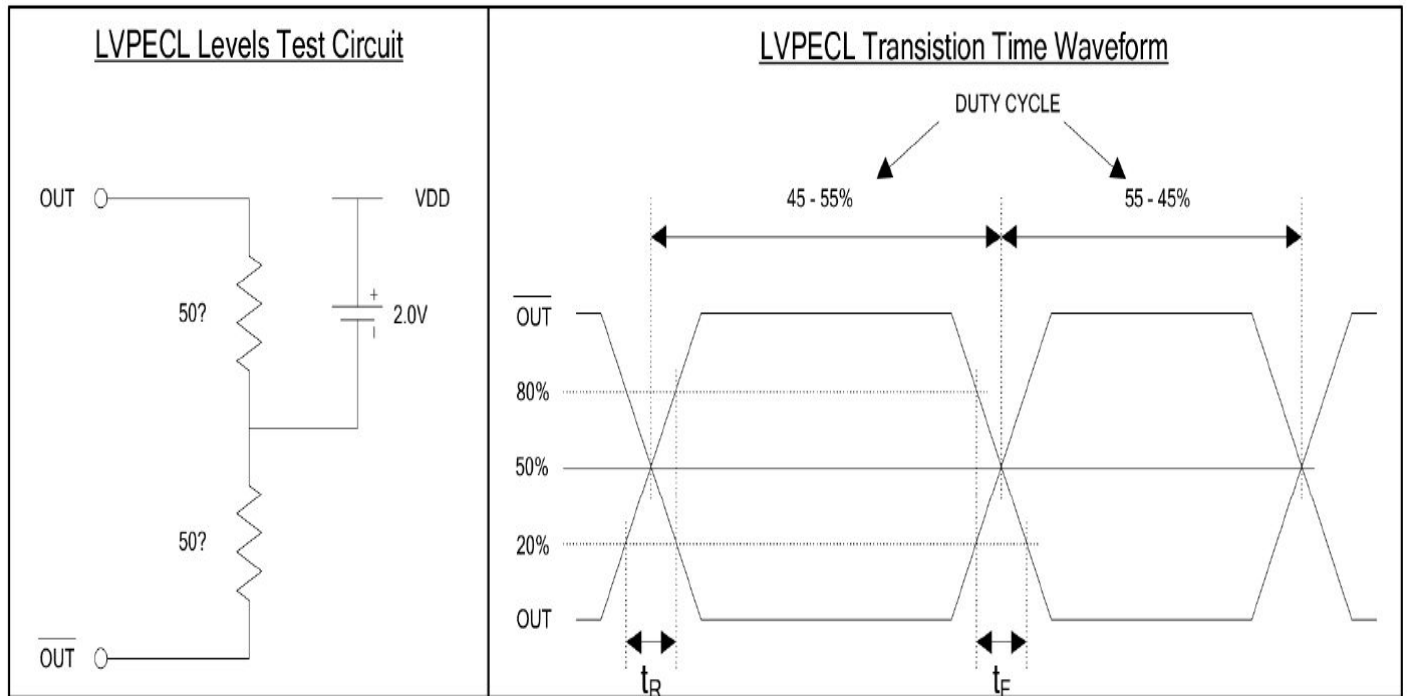 LVPECL Levels Test Circuit
OUT
VDD
50?
+
2.0V
-
50?
OUT
LVPECL Transistion Time Waveform
DUTY CYCLE
45 - 55%
55 - 45%
OUT
80%
50%
20%
OUT
tR
tF